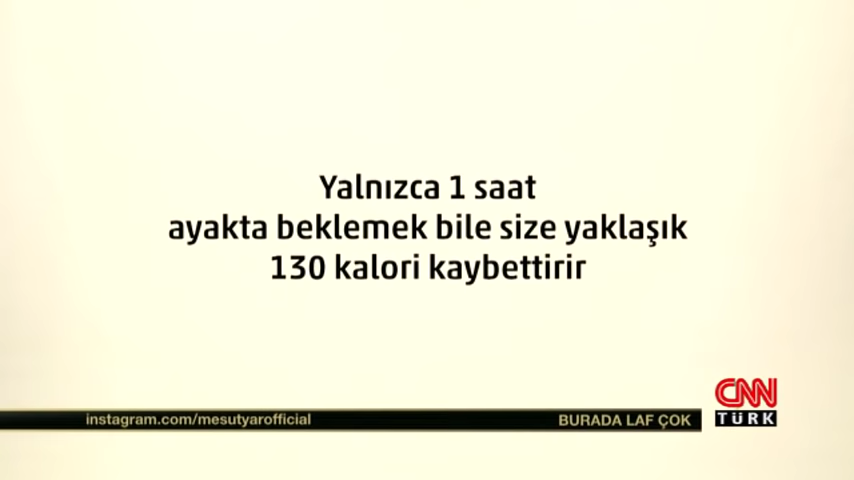 Yalnızca 1 saat
ayakta beklemek bile size yaklaşık
130 kalori kaybettirir
CNN
TÜRK
instagram.com/mesutyarofficial
BURADA LAF ÇOK